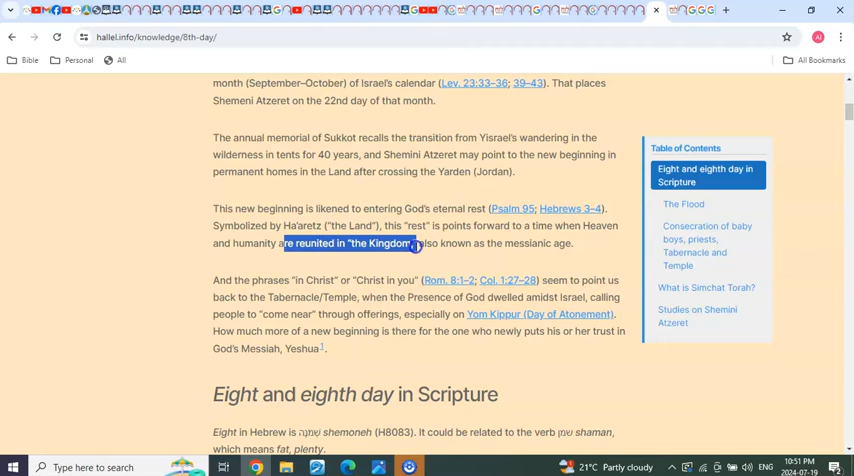 hallel.info/knowledge/8th-day/
AI
Bible
Personal
All
All Bookmarks
month (September–October) of Israel's calendar (Lev. 23:33–36; 39–43). That places
Shemeni Atzeret on the 22nd day of that month.
The annual memorial of Sukkot recalls the transition from Yisrael's wandering in the
wilderness in tents for 40 years, and Shemini Atzeret may point to the new beginning in
permanent homes in the Land after crossing the Yarden (Jordan).
This new beginning is likened to entering God's eternal rest (Psalm 95; Hebrews 3–4).
Symbolized by Ha'aretz ("the Land"), this "rest" is points forward to a time when Heaven
and humanity are reunited in "the Kingdom" also known as the messianic age.
And the phrases "in Christ" or "Christ in you" (Rom. 8:1–2; Col. 1:27–28) seem to point us
back to the Tabernacle/Temple, when the Presence of God dwelled amidst Israel, calling
people to "come near" through offerings, especially on Yom Kippur (Day of Atonement).
How much more of a new beginning is there for the one who newly puts his or her trust in
God's Messiah, Yeshua1.
Eight and eighth day in Scripture
Eight in Hebrew is שְׁמֹנֶה shemoneh (H8083). It could be related to the verb שמן shaman,
which means fat, plenty.
Table of Contents
Eight and eighth day in
Scripture
The Flood
Consecration of baby
boys, priests,
Tabernacle and
Temple
What is Simchat Torah?
Studies on Shemini
Atzeret
Type here to search
21°C Partly cloudy
ENG
10:51 PM
2024-07-19
2